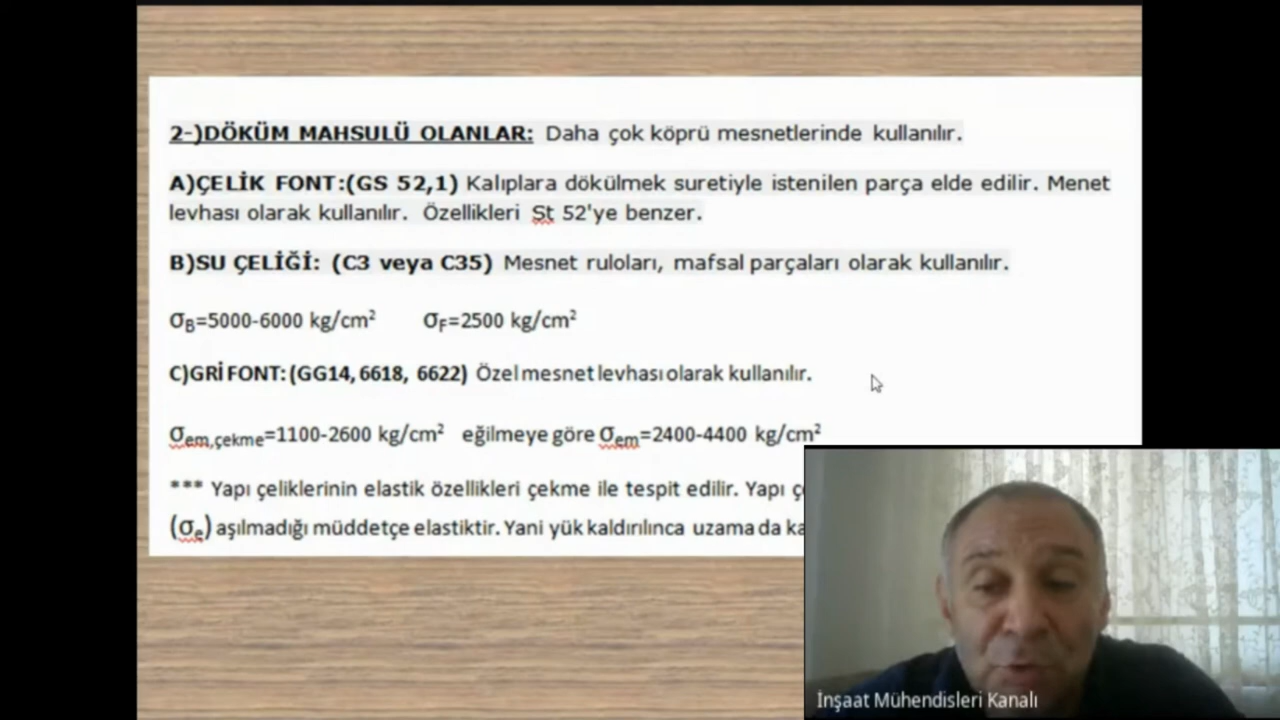 2-)DÖKÜM MAHSULÜ OLANLAR: Daha çok köprü mesnetlerinde kullanılır.
A)ÇELİK FONT:(GS 52,1) Kalıplara dökülmek suretiyle istenilen parça elde edilir. Menet
levhası olarak kullanılır. Özellikleri St 52'ye benzer.
B)SU ÇELİĞİ: (C3 veya C35) Mesnet ruloları, mafsal parçaları olarak kullanılır.
σB=5000-6000 kg/cm² σF=2500 kg/cm²
C)GRİ FONT: (GG14, 6618, 6622) Özel mesnet levhası olarak kullanılır.
σem,çekme=1100-2600 kg/cm² eğilmeye göre σem=2400-4400 kg/cm²
*** Yapı çeliklerinin elastik özellikleri çekme ile tespit edilir. Yapı
(σe) aşılmadığı müddetçe elastiktir. Yani yük kaldırılınca uzama da
İnşaat Mühendisleri Kanalı